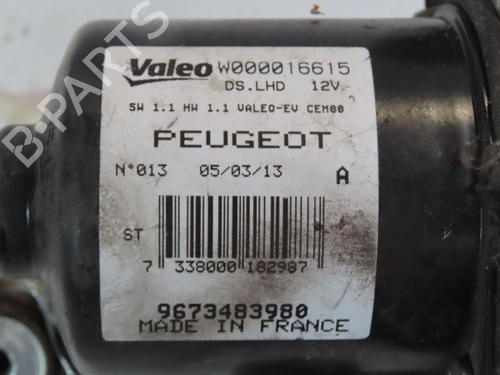 Valeo W000016615
DS.LHD 12V
SW 1.1 HW 1.1 VALEO-EV CEM00
PEUGEOT
N°013 05/03/13 A
ST
7 338000 182987
9673483980
MADE IN FRANCE
B-PARTS